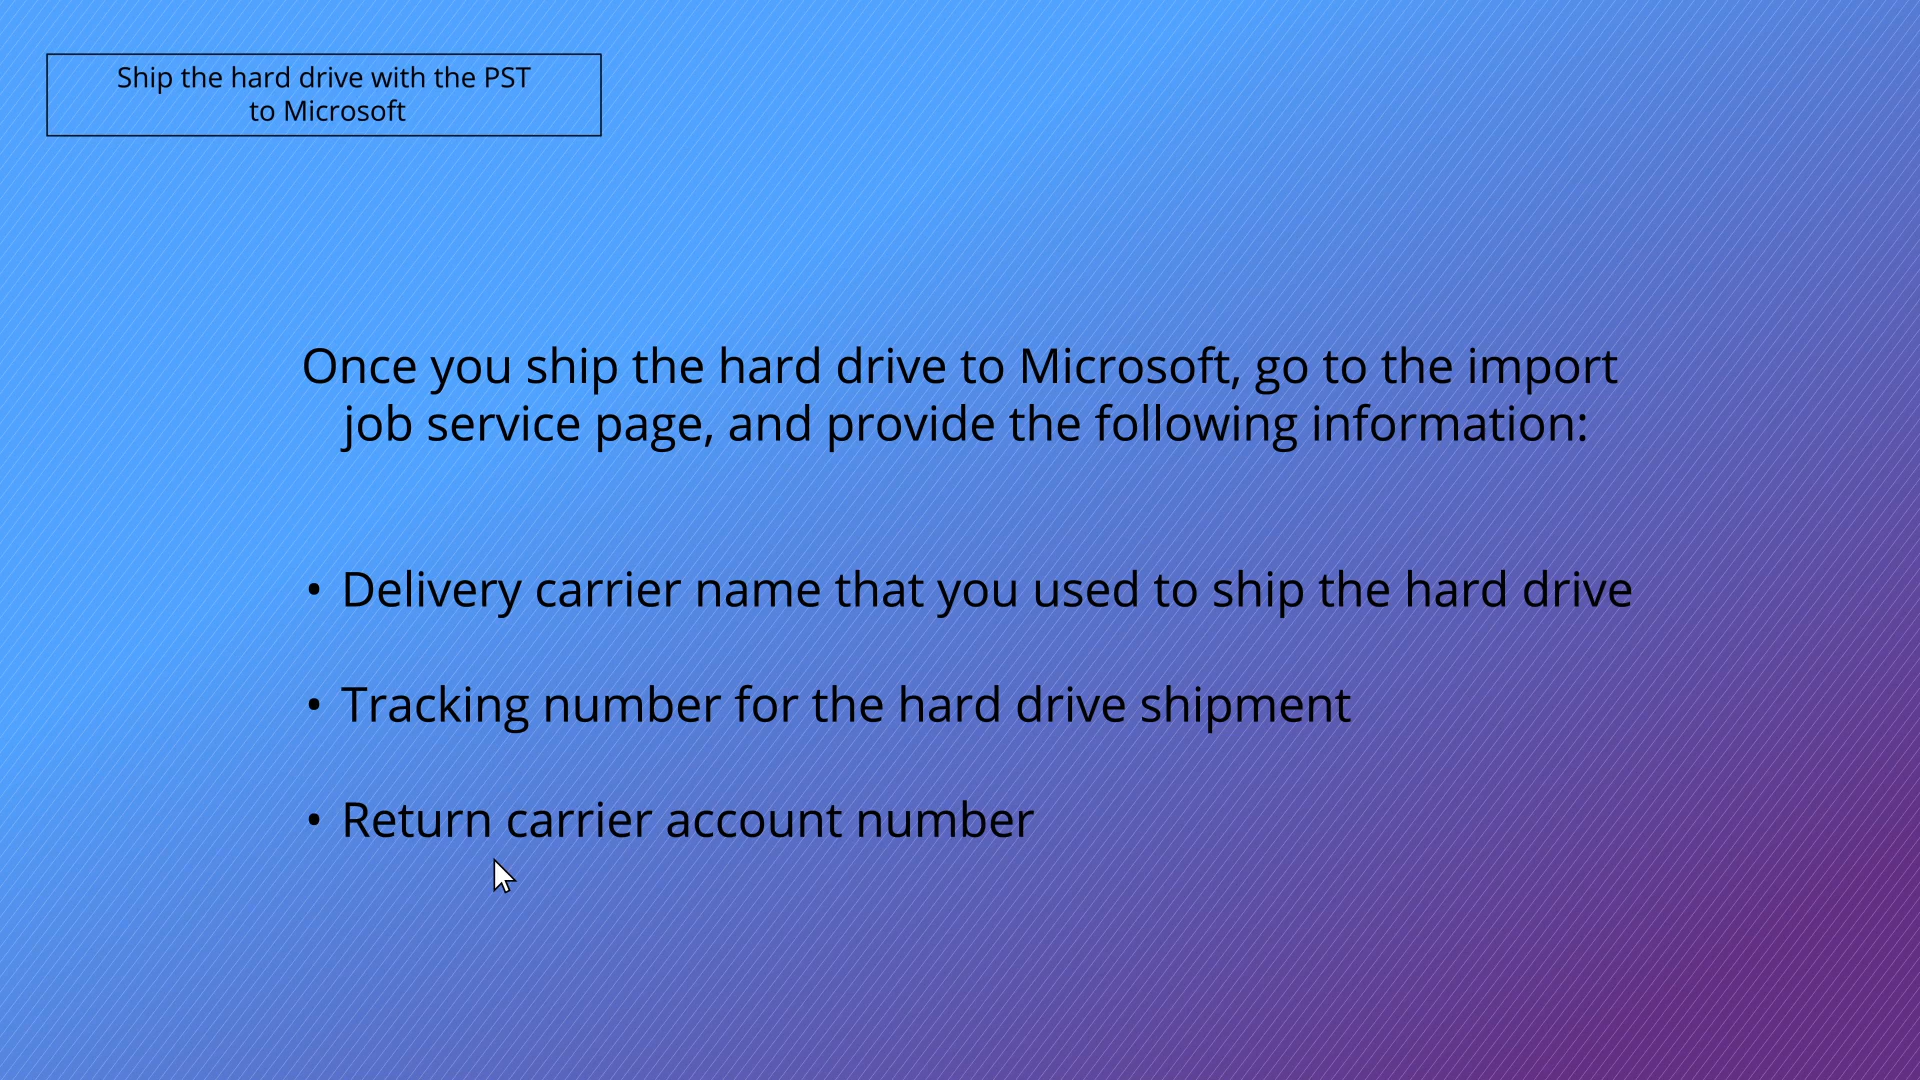 Ship the hard drive with the PST
to Microsoft
Once you ship the hard drive to Microsoft, go to the import
job service page, and provide the following information:
• Delivery carrier name that you used to ship the hard drive
• Tracking number for the hard drive shipment
• Return carrier account number